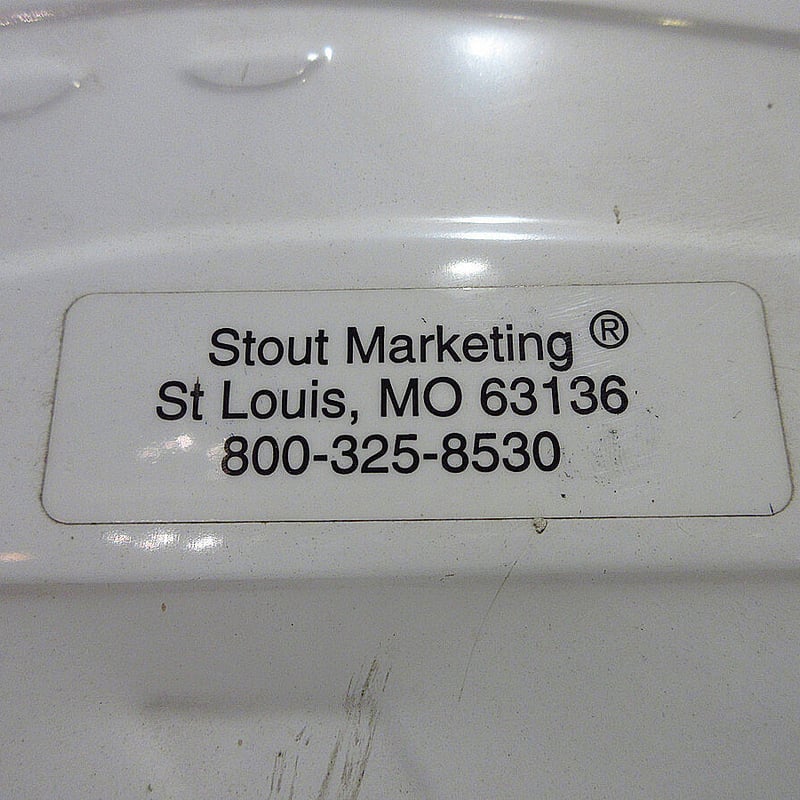 Stout Marketing ®
St Louis, MO 63136
800-325-8530